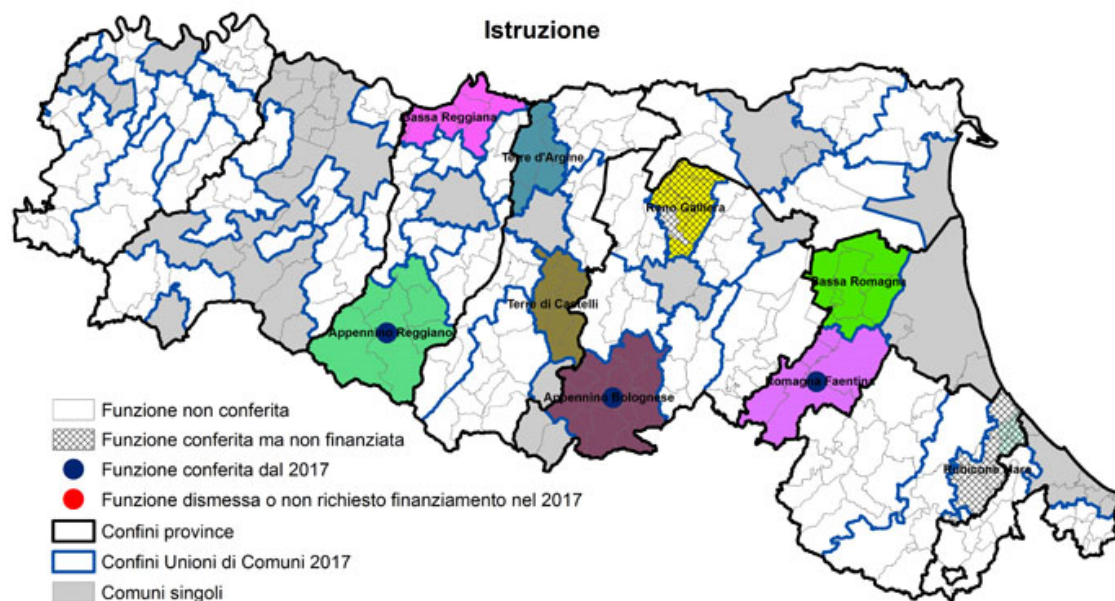 Istruzione
Bassa Reggiana
Terre d'Argine
Reno Galliera
Bassa Romagna
Terre di Castelli
Appennino Reggiano
Romagna Faentina
Appennino Bolognese
Rubicone Mare
Funzione non conferita
Funzione conferita ma non finanziata
Funzione conferita dal 2017
Funzione dismessa o non richiesto finanziamento nel 2017
Confini province
Confini Unioni di Comuni 2017
Comuni singoli